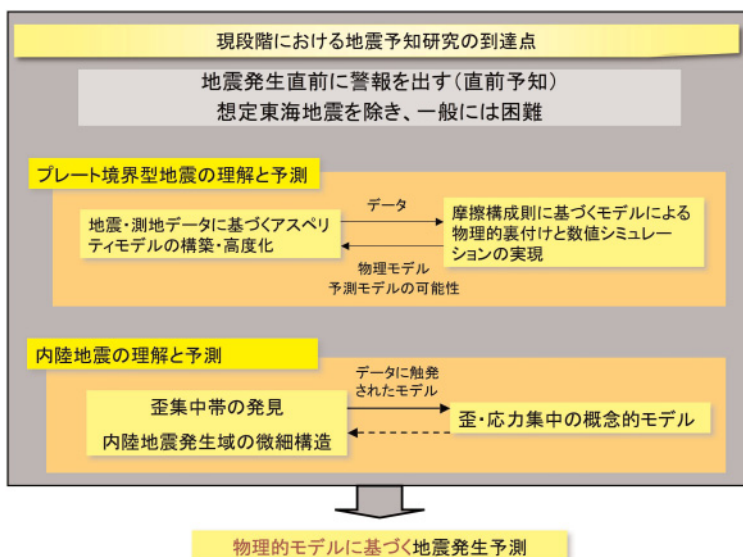 現段階における地震予知研究の到達点
地震発生直前に警報を出す(直前予知)
想定東海地震を除き、一般には困難
プレート境界型地震の理解と予測
地震・測地データに基づくアスペリ
ティモデルの構築・高度化
データ
物理モデル
予測モデルの可能性
摩擦構成則に基づくモデルによる
物理的裏付けと数値シミュレー
ションの実現
内陸地震の理解と予測
歪集中帯の発見
内陸地震発生域の微細構造
データに触発
されたモデル
歪・応力集中の概念的モデル
物理的モデルに基づく地震発生予測